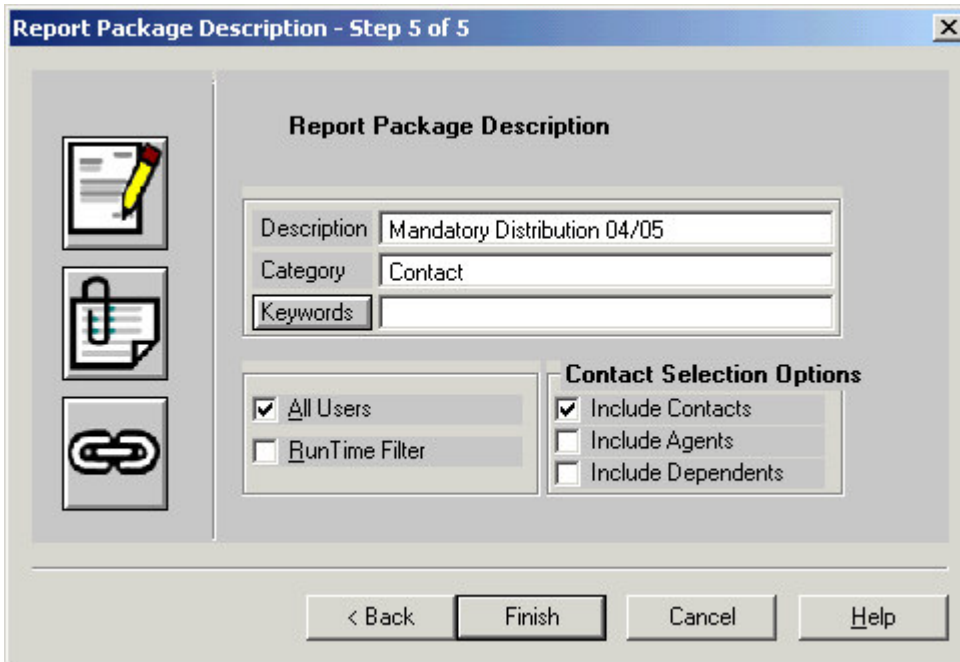 Report Package Description - Step 5 of 5
Report Package Description
Description Mandatory Distribution 04/05
Category Contact
Keywords
All Users
RunTime Filter
Contact Selection Options
Include Contacts
Include Agents
Include Dependents
< Back Finish Cancel Help